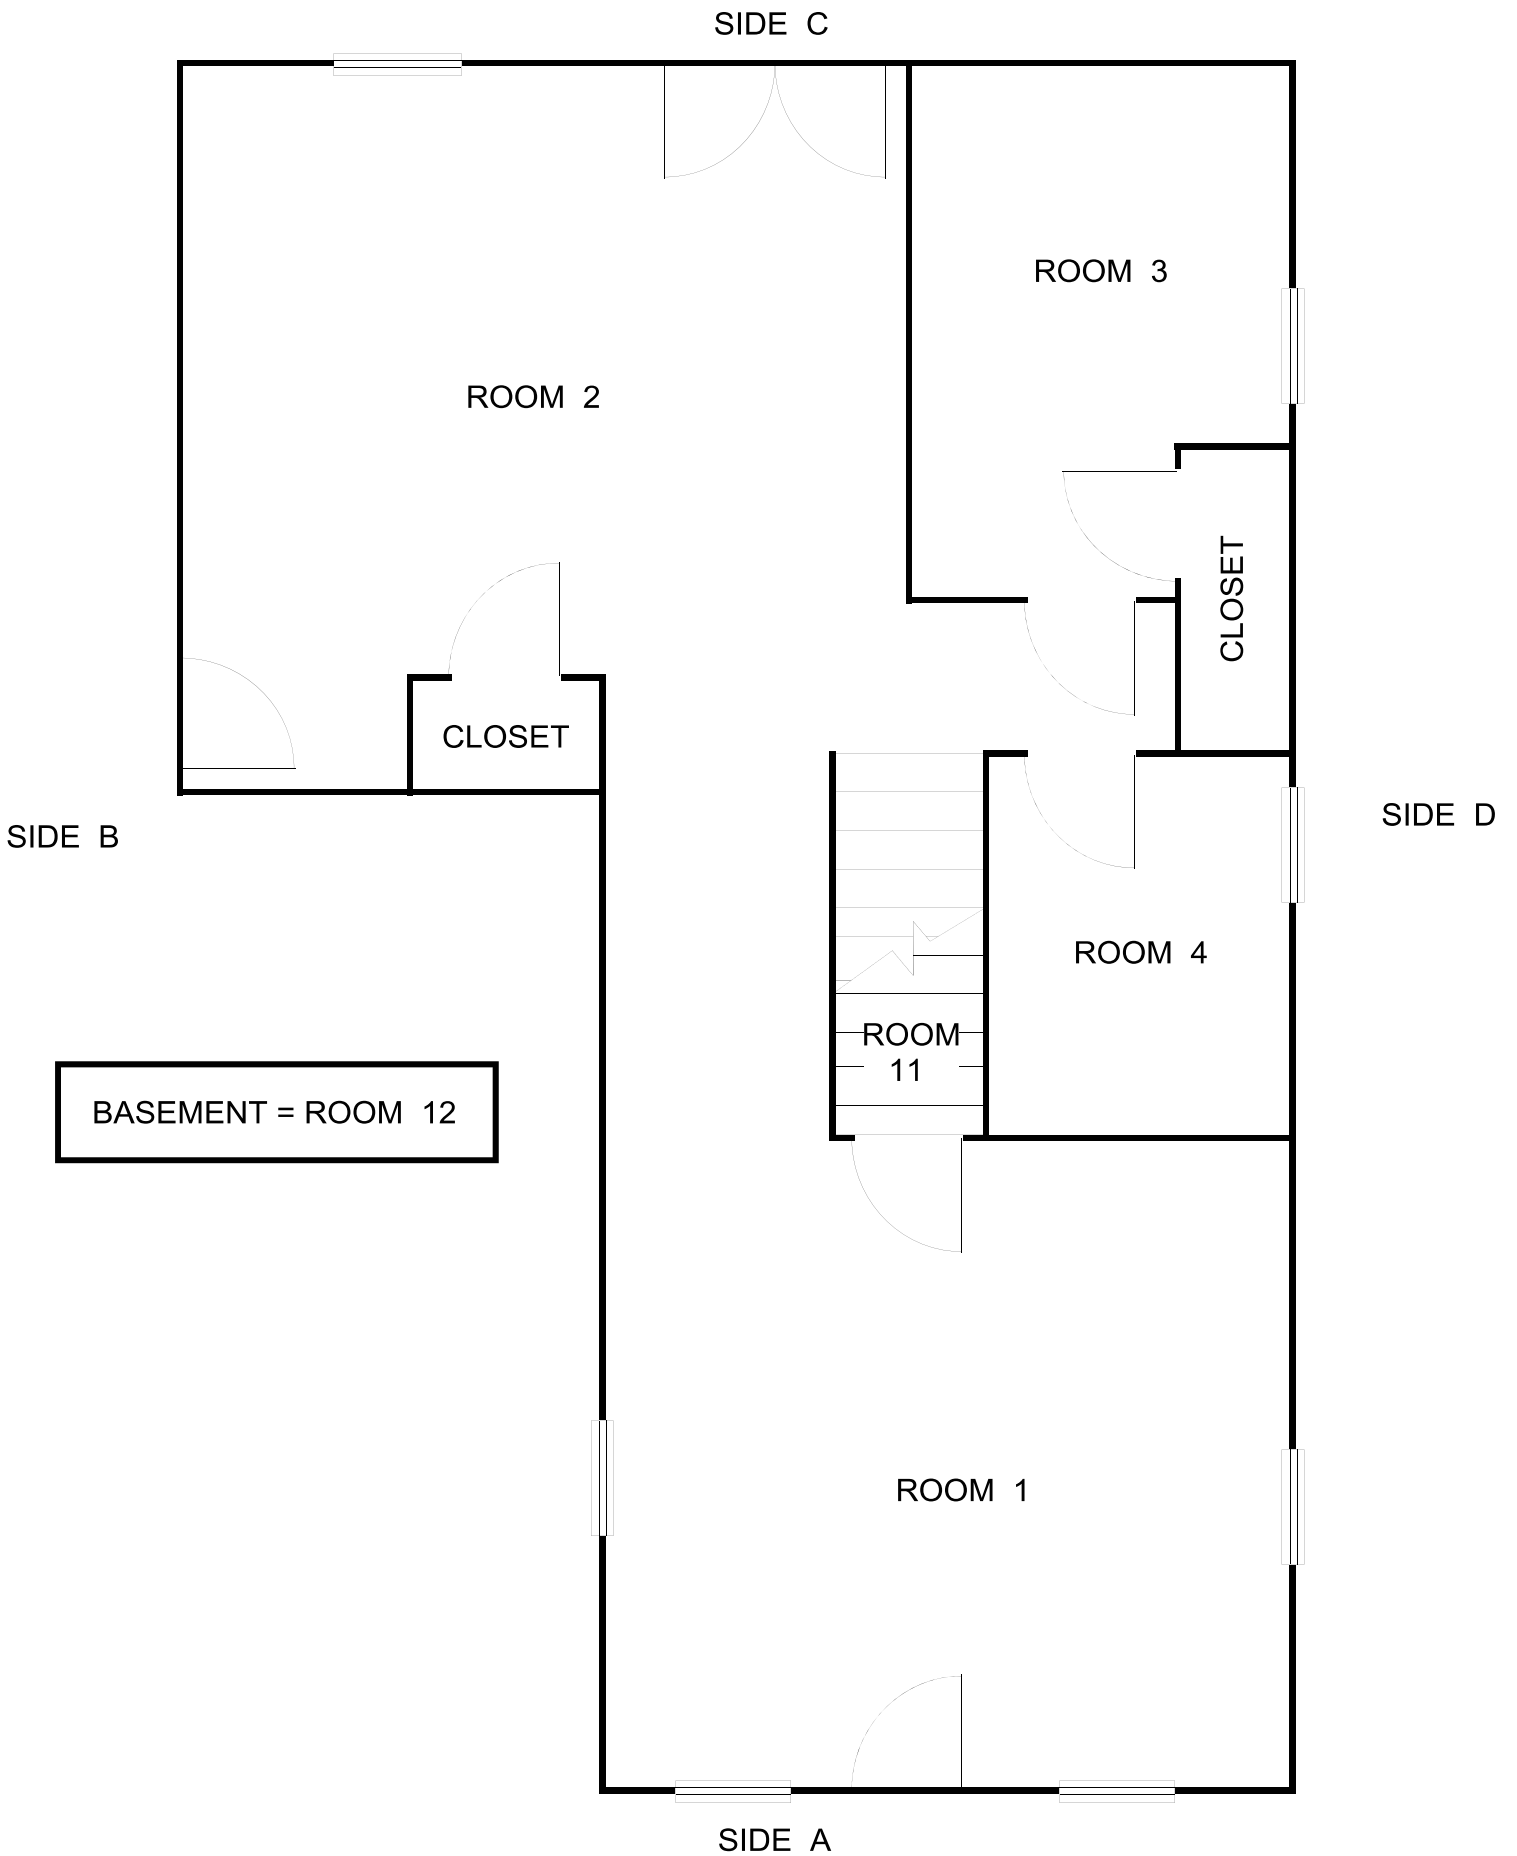 SIDE C
ROOM 3
ROOM 2
CLOSET
CLOSET
SIDE B
SIDE D
ROOM 4
ROOM
11
BASEMENT = ROOM 12
ROOM 1
SIDE A